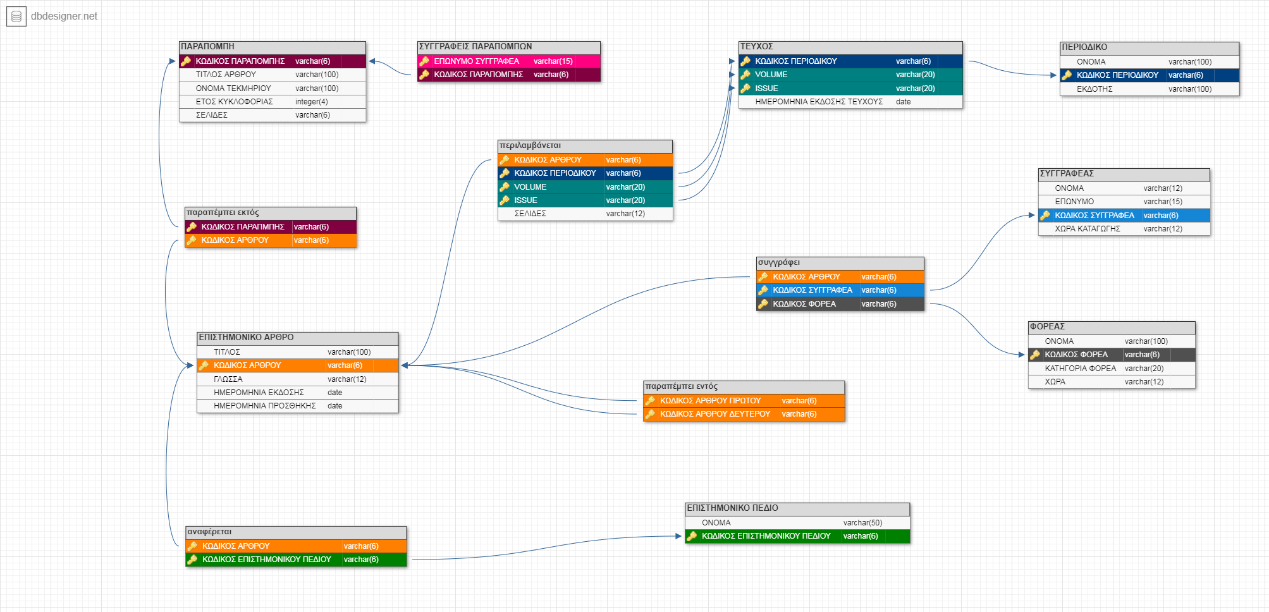 dbdesigner.net
ΠΑΡΑΠΟΜΠΗ
ΚΩΔΙΚΟΣ ΠΑΡΑΠΟΜΠΗΣ varchar(6)
ΤΙΤΛΟΣ ΑΡΘΡΟΥ varchar(100)
ΟΝΟΜΑ ΤΕΚΜΗΡΙΟΥ varchar(100)
ΕΤΟΣ ΚΥΚΛΟΦΟΡΙΑΣ integer(4)
ΣΕΛΙΔΕΣ varchar(6)
ΣΥΓΓΡΑΦΕΙΣ ΠΑΡΑΠΟΜΠΩΝ
ΕΠΩΝΥΜΟ ΣΥΓΓΡΑΦΕΑ varchar(15)
ΚΩΔΙΚΟΣ ΠΑΡΑΠΟΜΠΗΣ varchar(6)
ΤΕΥΧΟΣ
ΚΩΔΙΚΟΣ ΠΕΡΙΟΔΙΚΟΥ varchar(6)
VOLUME varchar(20)
ISSUE varchar(20)
ΗΜΕΡΟΜΗΝΙΑ ΕΚΔΟΣΗΣ ΤΕΥΧΟΥΣ date
ΠΕΡΙΟΔΙΚΟ
ΟΝΟΜΑ varchar(100)
ΚΩΔΙΚΟΣ ΠΕΡΙΟΔΙΚΟΥ varchar(6)
ΕΚΔΟΤΗΣ varchar(100)
περιλαμβάνεται
ΚΩΔΙΚΟΣ ΑΡΘΡΟΥ varchar(6)
ΚΩΔΙΚΟΣ ΠΕΡΙΟΔΙΚΟΥ varchar(6)
VOLUME varchar(20)
ISSUE varchar(20)
ΣΕΛΙΔΕΣ varchar(12)
ΣΥΓΓΡΑΦΕΑΣ
ΟΝΟΜΑ varchar(12)
ΕΠΩΝΥΜΟ varchar(15)
ΚΩΔΙΚΟΣ ΣΥΓΓΡΑΦΕΑ varchar(6)
ΧΩΡΑ ΚΑΤΑΓΩΓΗΣ varchar(12)
παραπέμπει εκτός
ΚΩΔΙΚΟΣ ΠΑΡΑΠΜΠΗΣ varchar(6)
ΚΩΔΙΚΟΣ ΑΡΘΡΟΥ varchar(6)
συγγράφει
ΚΩΔΙΚΟΣ ΑΡΘΡΟΥ varchar(6)
ΚΩΔΙΚΟΣ ΣΥΓΓΡΑΦΕΑ varchar(6)
ΚΩΔΙΚΟΣ ΦΟΡΕΑ varchar(6)
ΕΠΙΣΤΗΜΟΝΙΚΟ ΑΡΘΡΟ
ΤΙΤΛΟΣ varchar(100)
ΚΩΔΙΚΟΣ ΑΡΘΡΟΥ varchar(6)
ΓΛΩΣΣΑ varchar(12)
ΗΜΕΡΟΜΗΝΙΑ ΕΚΔΟΣΗΣ date
ΗΜΕΡΟΜΗΝΙΑ ΠΡΟΣΘΗΚΗΣ date
ΦΟΡΕΑΣ
ΟΝΟΜΑ varchar(100)
ΚΩΔΙΚΟΣ ΦΟΡΕΑ varchar(6)
ΚΑΤΗΓΟΡΙΑ ΦΟΡΕΑ varchar(20)
ΧΩΡΑ varchar(12)
παραπέμπει εντός
ΚΩΔΙΚΟΣ ΑΡΘΡΟΥ ΠΡΩΤΟΥ varchar(6)
ΚΩΔΙΚΟΣ ΑΡΘΡΟΥ ΔΕΥΤΕΡΟΥ varchar(6)
αναφέρεται
ΚΩΔΙΚΟΣ ΑΡΘΡΟΥ varchar(6)
ΚΩΔΙΚΟΣ ΕΠΙΣΤΗΜΟΝΙΚΟΥ ΠΕΔΙΟΥ varchar(6)
ΕΠΙΣΤΗΜΟΝΙΚΟ ΠΕΔΙΟ
ΟΝΟΜΑ varchar(50)
ΚΩΔΙΚΟΣ ΕΠΙΣΤΗΜΟΝΙΚΟΥ ΠΕΔΙΟΥ varchar(6)